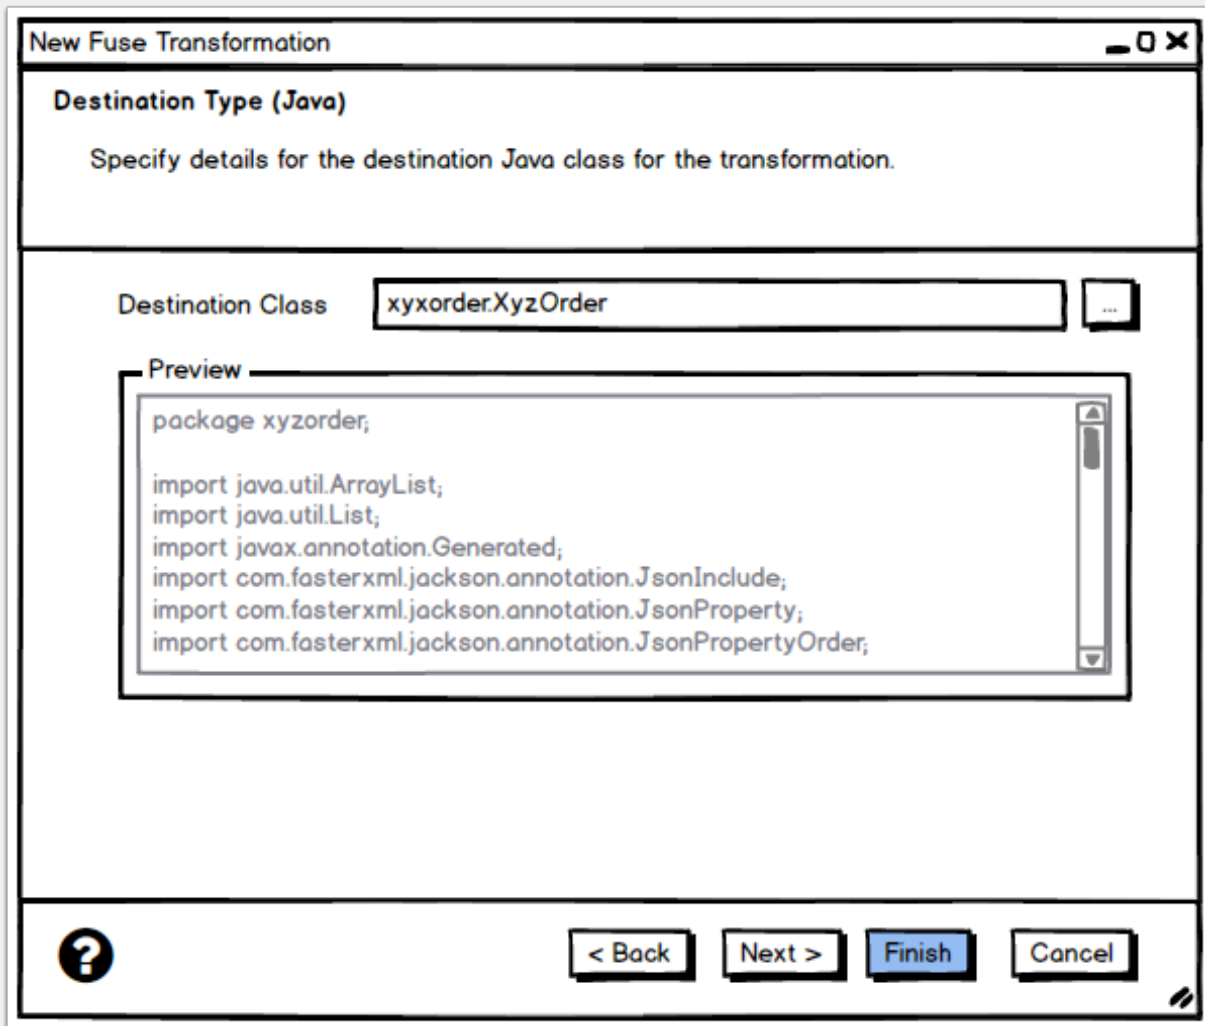 New Fuse Transformation
Destination Type (Java)
Specify details for the destination Java class for the transformation.
Destination Class xyxorder.XyzOrder ...
Preview
package xyzorder;
import java.util.ArrayList;
import java.util.List;
import javax.annotation.Generated;
import com.fasterxml.jackson.annotation.JsonInclude;
import com.fasterxml.jackson.annotation.JsonProperty;
import com.fasterxml.jackson.annotation.JsonPropertyOrder;
? < Back Next > Finish Cancel